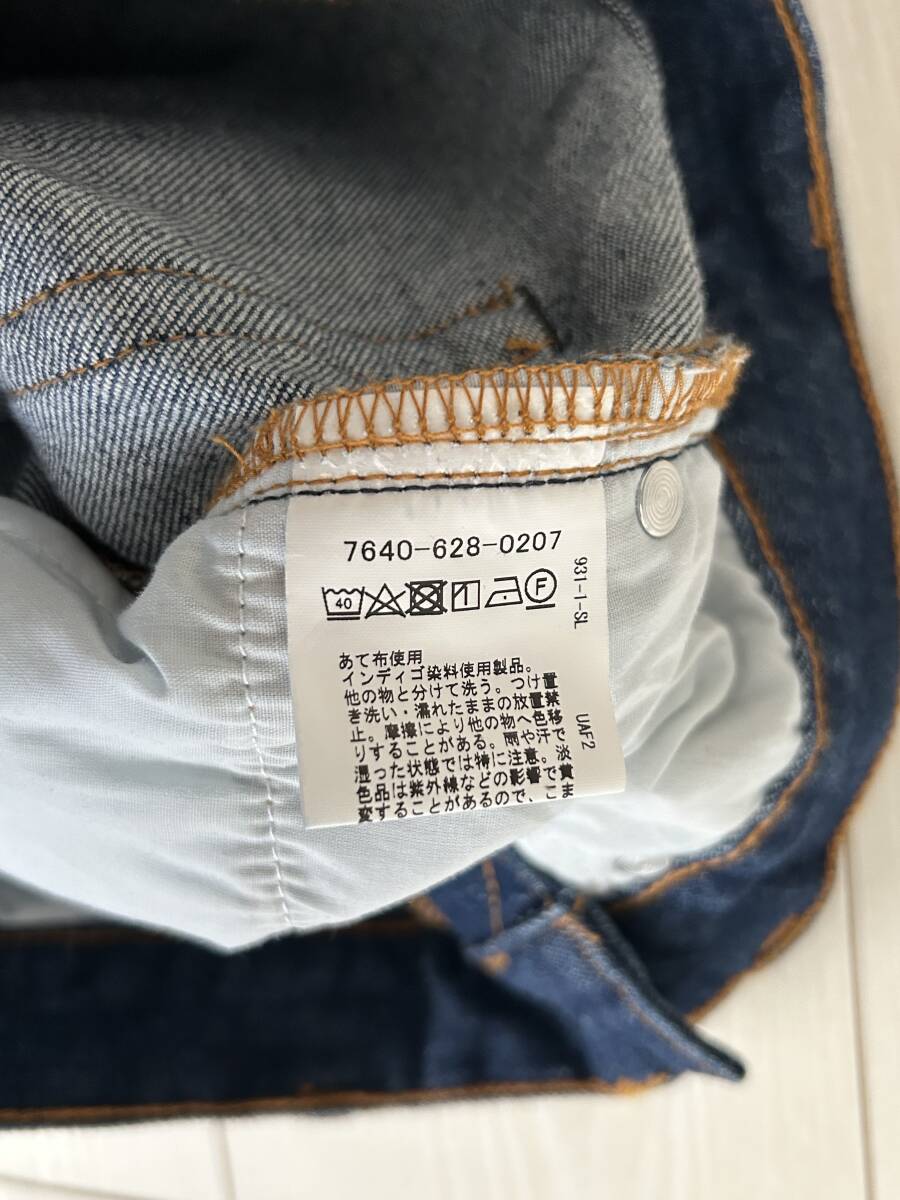 7640-628-0207
40
F
あて布使用
インディゴ染料使用製品。
他の物と分けて洗う。つけ置
き洗い・濡れたままの放置禁
止。摩擦により他の物へ色移
りすることがある。雨や汗で
湿った状態では特に注意。淡
色品は紫外線などの影響で黄
変することがあるので、こま
931-1-SL
UAF2